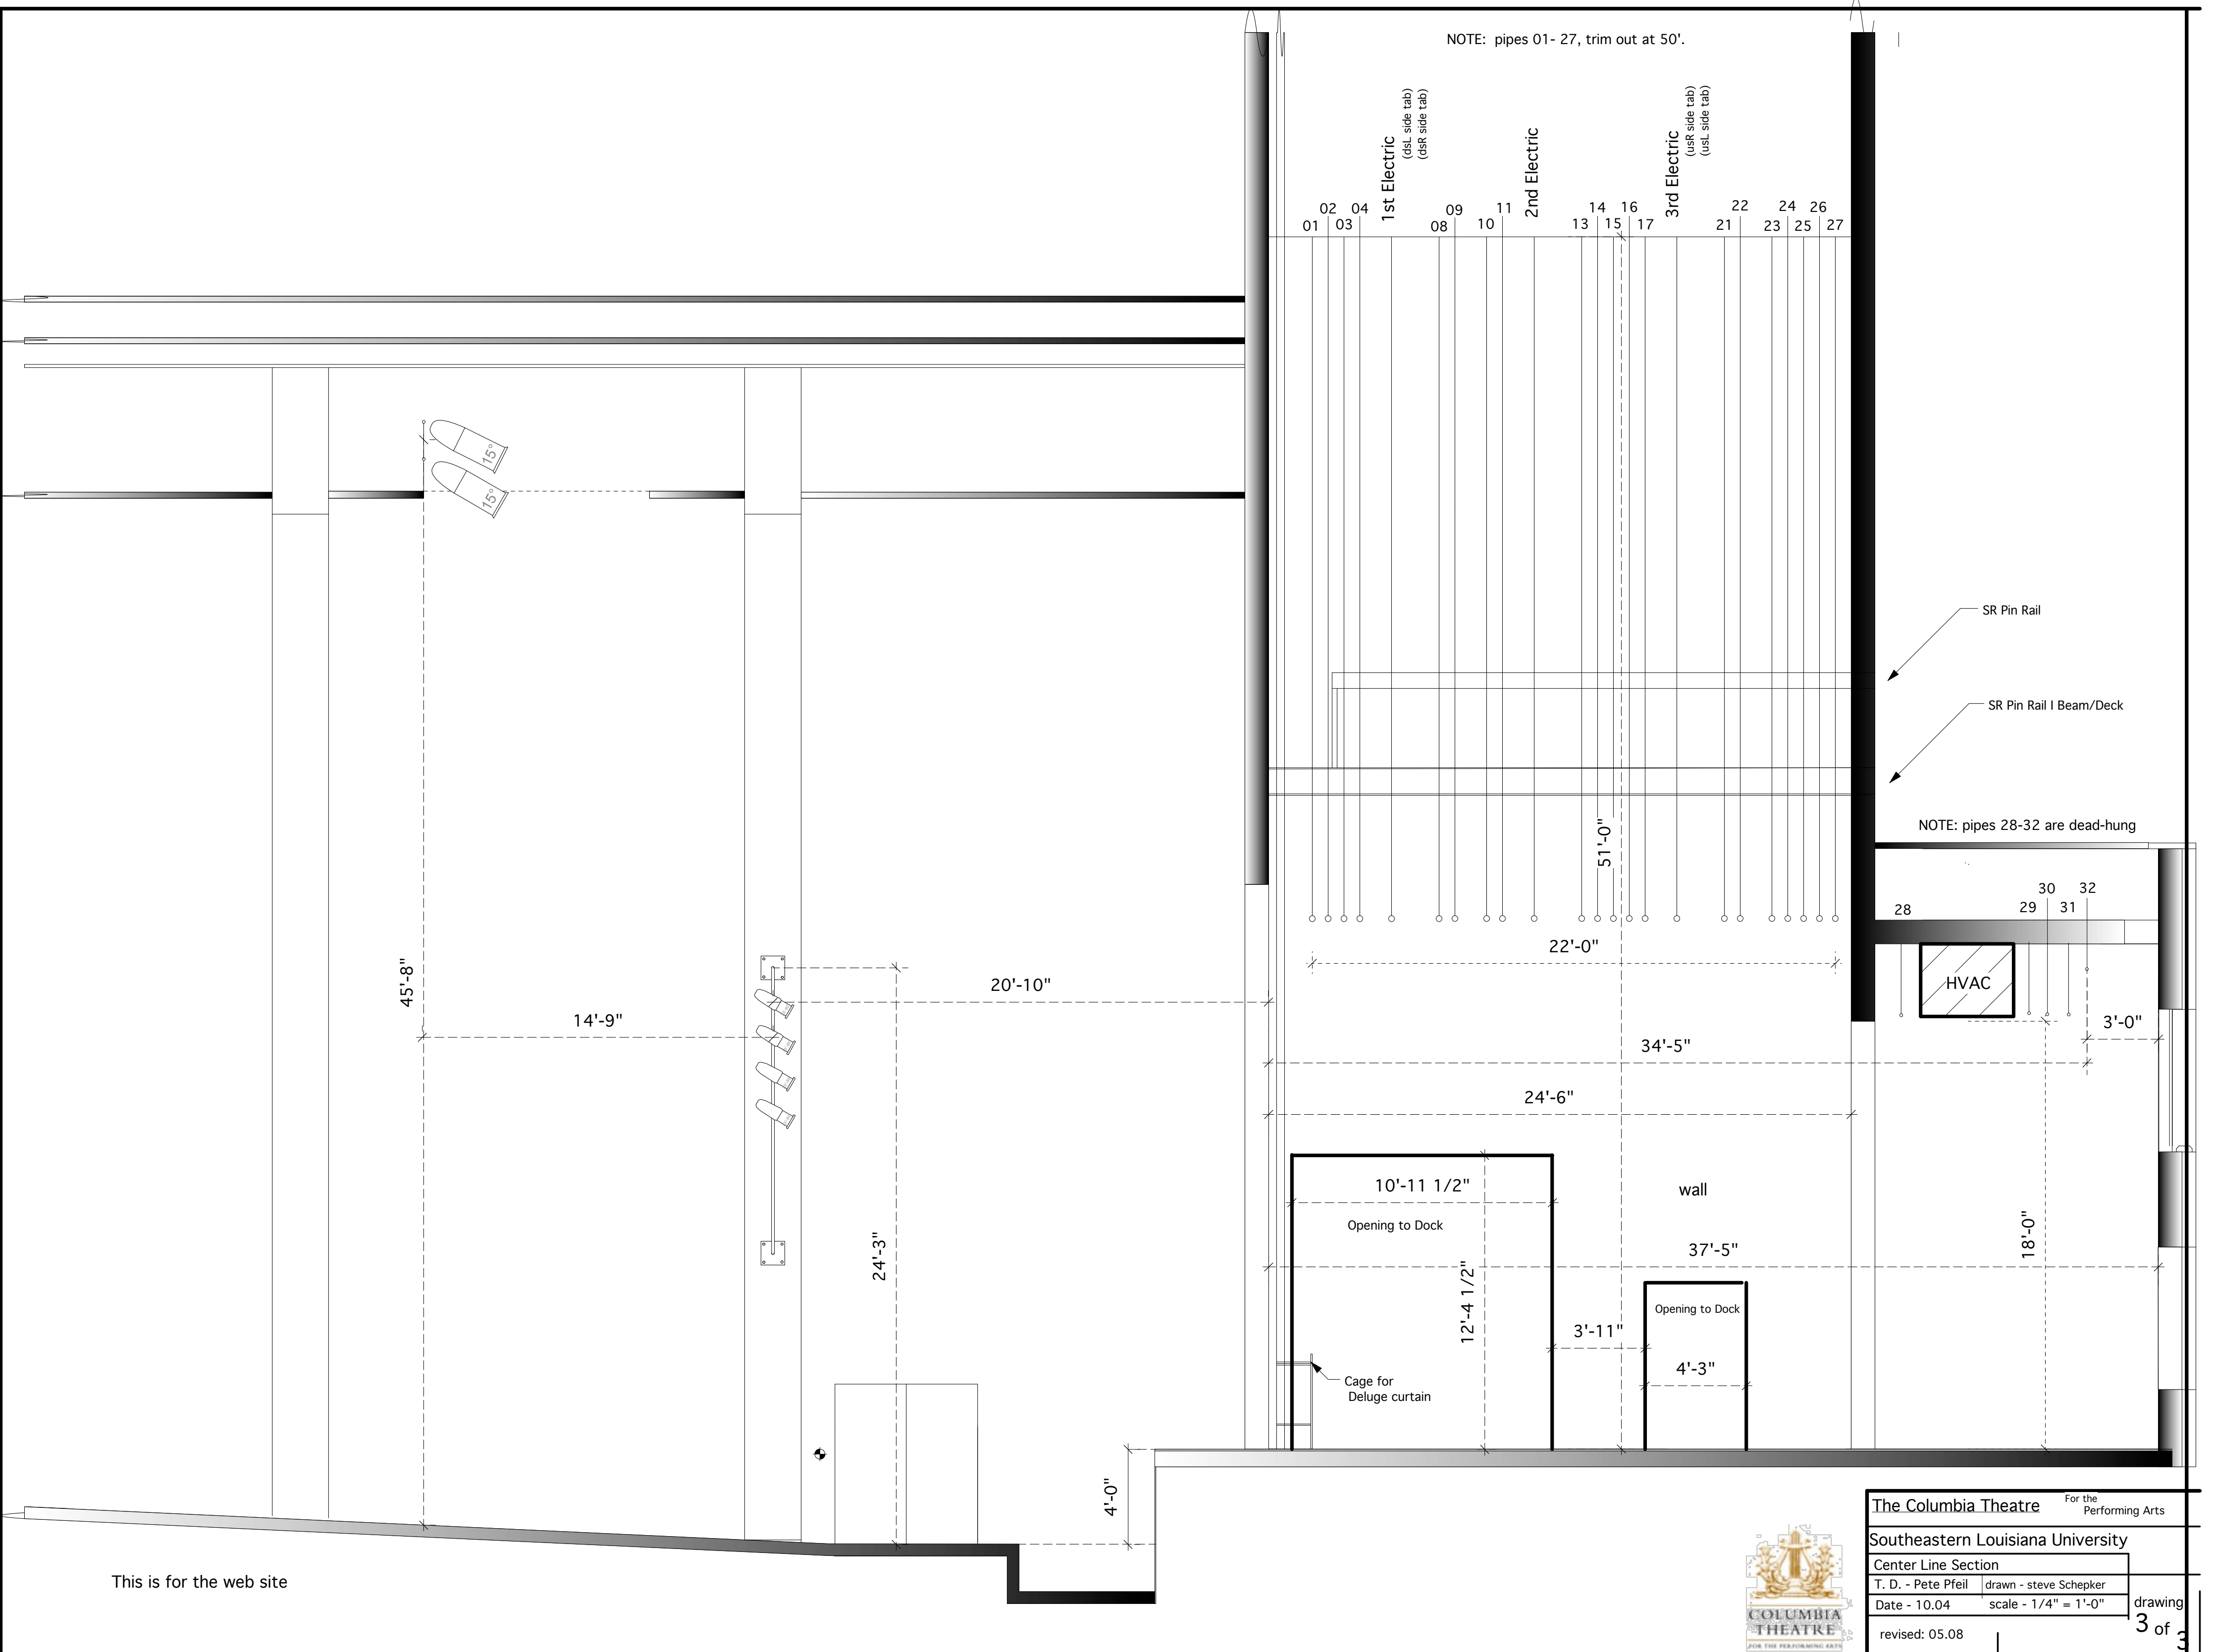 NOTE: pipes 01- 27, trim out at 50'.
1st Electric
(dsL side tab)
(dsR side tab)
2nd Electric
3rd Electric
(usR side tab)
(usL side tab)
02 04 09 11 14 16 22 24 26
01 03 08 10 13 15 17 21 23 25 27
15°
15°
SR Pin Rail
SR Pin Rail I Beam/Deck
NOTE: pipes 28-32 are dead-hung
51'-0"
30 32
28 29 31
22'-0"
45'-8"
20'-10"
HVAC
14'-9"
3'-0"
34'-5"
24'-6"
10'-11 1/2"
wall
Opening to Dock
24'-3"
18'-0"
37'-5"
12'-4 1/2"
Opening to Dock
3'-11"
4'-3"
Cage for
Deluge curtain
4'-0"
The Columbia Theatre For the
Performing Arts
Southeastern Louisiana University
Center Line Section
T. D. - Pete Pfeil drawn - steve Schepker
Date - 10.04 scale - 1/4" = 1'-0"
drawing
3 of 3
revised: 05.08
This is for the web site
COLUMBIA
THEATRE
FOR THE PERFORMING ARTS